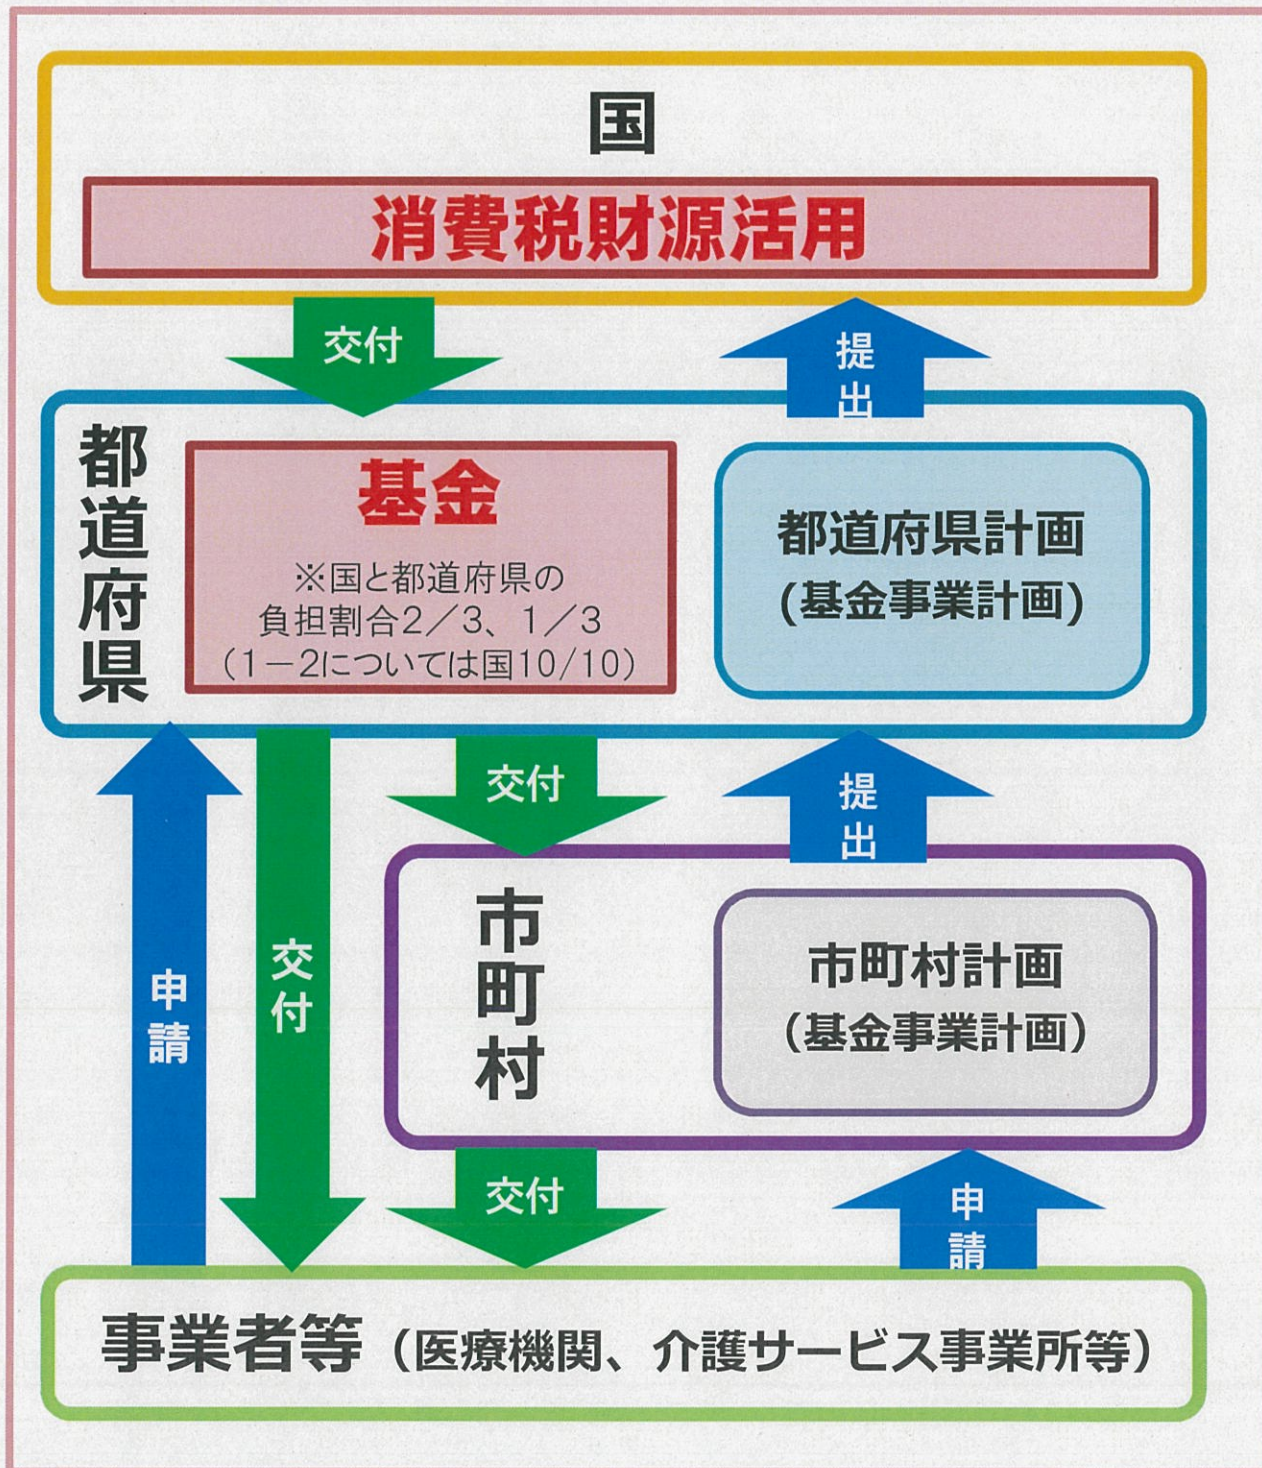 国
消費税財源活用
交付
提出
都道府県
基金
※国と都道府県の
負担割合2／3、1／3
（1－2については国10/10）
都道府県計画
（基金事業計画）
申請
交付
交付
提出
市町村
市町村計画
（基金事業計画）
交付
申請
事業者等（医療機関、介護サービス事業所等）